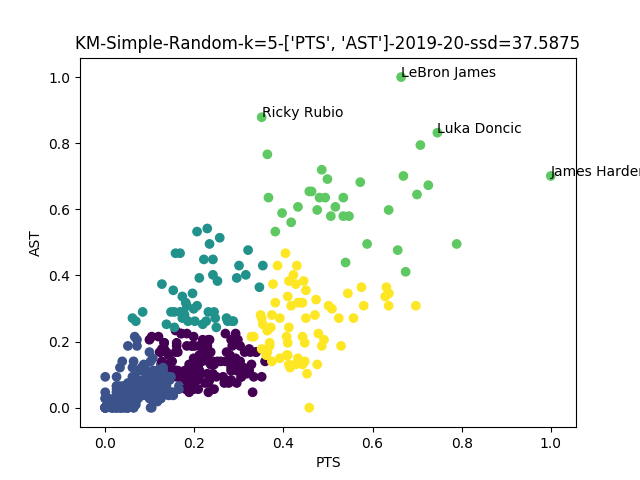 KM-Simple-Random-k=5-['PTS', 'AST']-2019-20-ssd=37.5875
1.0
LeBron James
Ricky Rubio
Luka Doncic
0.8
James Harden
0.6
AST
0.4
0.2
0.0
0.0 0.2 0.4 0.6 0.8 1.0
PTS